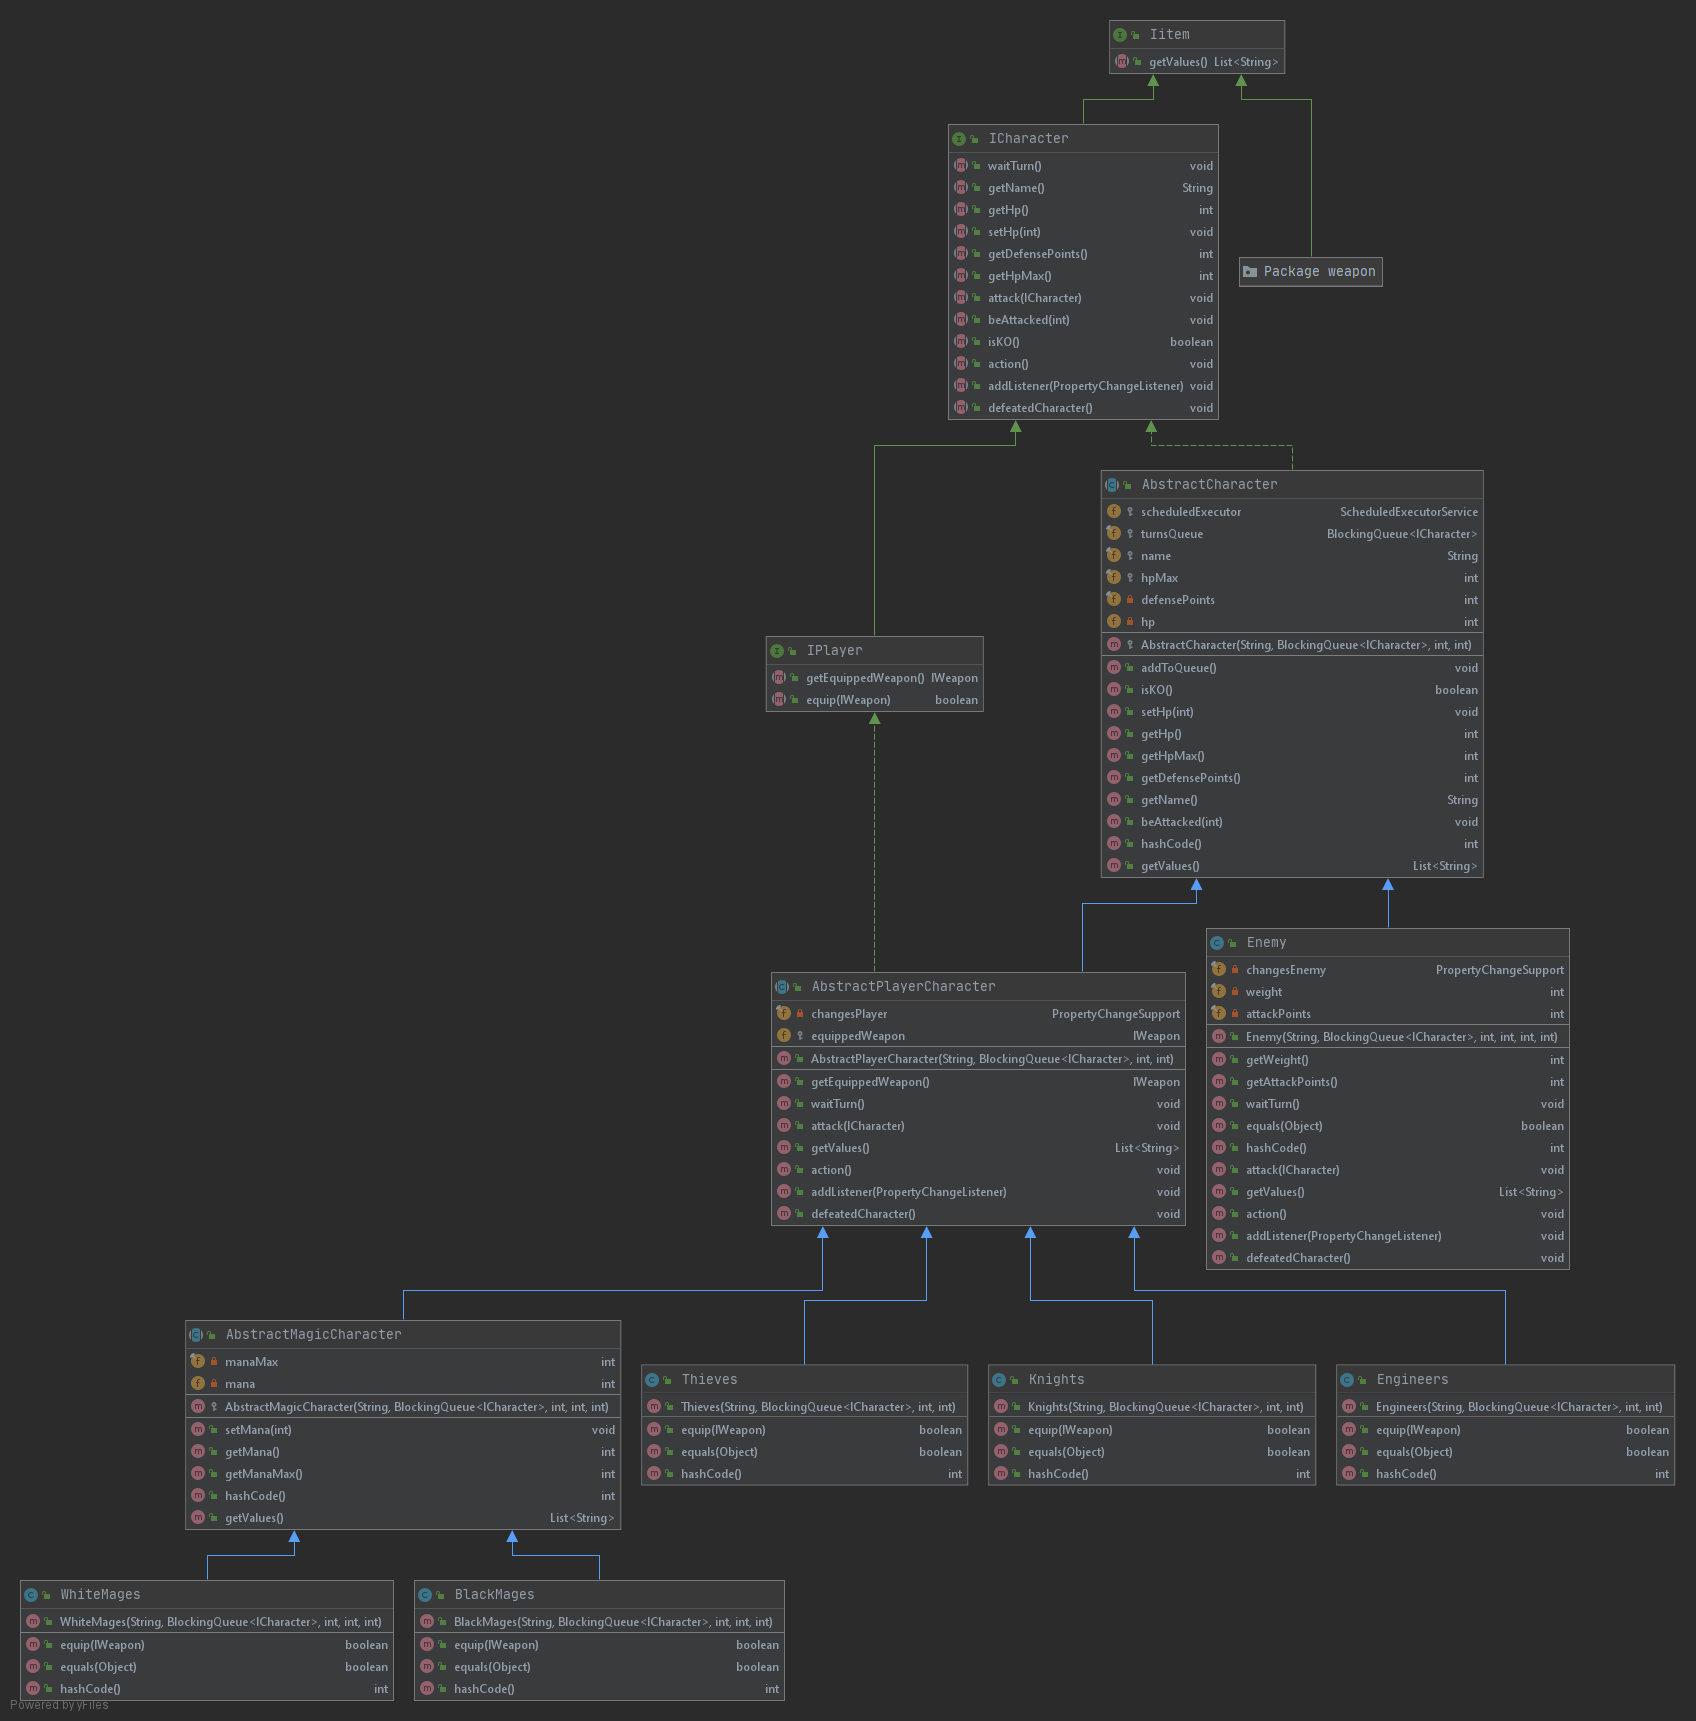 Iitem
getValues() List<String>
ICharacter
waitTurn() void
getName() String
getHp() int
setHp(int) void
getDefensePoints() int
getHpMax() int
attack(ICharacter) void
beAttacked(int) void
isKO() boolean
action() void
addListener(PropertyChangeListener) void
defeatedCharacter() void
Package weapon
AbstractCharacter
scheduledExecutor ScheduledExecutorService
turnsQueue BlockingQueue<ICharacter>
name String
hpMax int
defensePoints int
hp int
AbstractCharacter(String, BlockingQueue<ICharacter>, int, int)
addToQueue() void
isKO() boolean
setHp(int) void
getHp() int
getHpMax() int
getDefensePoints() int
getName() String
beAttacked(int) void
hashCode() int
getValues() List<String>
IPlayer
getEquippedWeapon() IWeapon
equip(IWeapon) boolean
Enemy
changesEnemy PropertyChangeSupport
weight int
attackPoints int
Enemy(String, BlockingQueue<ICharacter>, int, int, int, int)
getWeight() int
getAttackPoints() int
waitTurn() void
equals(Object) boolean
hashCode() int
attack(ICharacter) void
getValues() List<String>
action() void
addListener(PropertyChangeListener) void
defeatedCharacter() void
AbstractPlayerCharacter
changesPlayer PropertyChangeSupport
equippedWeapon IWeapon
AbstractPlayerCharacter(String, BlockingQueue<ICharacter>, int, int)
getEquippedWeapon() IWeapon
waitTurn() void
attack(ICharacter) void
getValues() List<String>
action() void
addListener(PropertyChangeListener) void
defeatedCharacter() void
AbstractMagicCharacter
manaMax int
mana int
AbstractMagicCharacter(String, BlockingQueue<ICharacter>, int, int, int)
setMana(int) void
getMana() int
getManaMax() int
hashCode() int
getValues() List<String>
Thieves
Thieves(String, BlockingQueue<ICharacter>, int, int)
equip(IWeapon) boolean
equals(Object) boolean
hashCode() int
Knights
Knights(String, BlockingQueue<ICharacter>, int, int)
equip(IWeapon) boolean
equals(Object) boolean
hashCode() int
Engineers
Engineers(String, BlockingQueue<ICharacter>, int, int)
equip(IWeapon) boolean
equals(Object) boolean
hashCode() int
WhiteMages
WhiteMages(String, BlockingQueue<ICharacter>, int, int, int)
equip(IWeapon) boolean
equals(Object) boolean
hashCode() int
BlackMages
BlackMages(String, BlockingQueue<ICharacter>, int, int, int)
equip(IWeapon) boolean
equals(Object) boolean
hashCode() int
Powered by yFiles